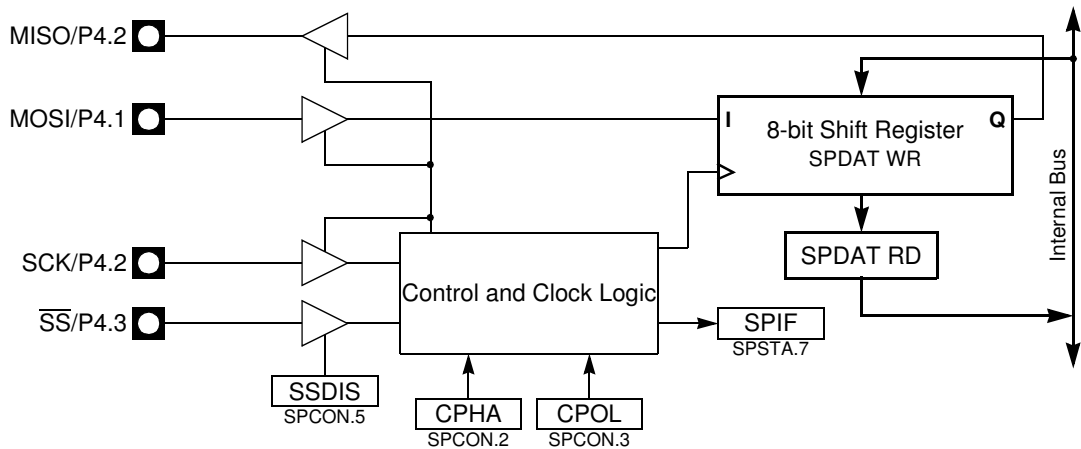 MISO/P4.2
MOSI/P4.1
I
8-bit Shift Register
Q
SPDAT WR
Internal Bus
SCK/P4.2
SPDAT RD
Control and Clock Logic
S̅S̅/P4.3
SPIF
SPSTA.7
SSDIS
SPCON.5
CPHA
SPCON.2
CPOL
SPCON.3